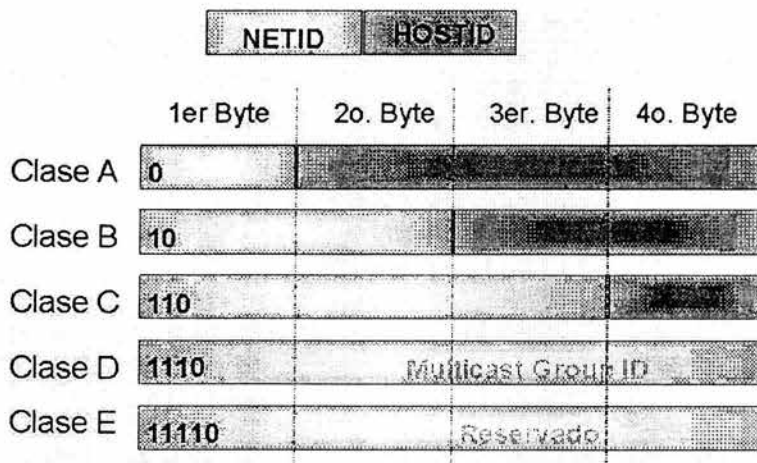 NETID HOSTID
1er Byte 2o. Byte 3er. Byte 4o. Byte
Clase A 0
Clase B 10
Clase C 110
Clase D 1110 Multicast Group ID
Clase E 11110 Reservado